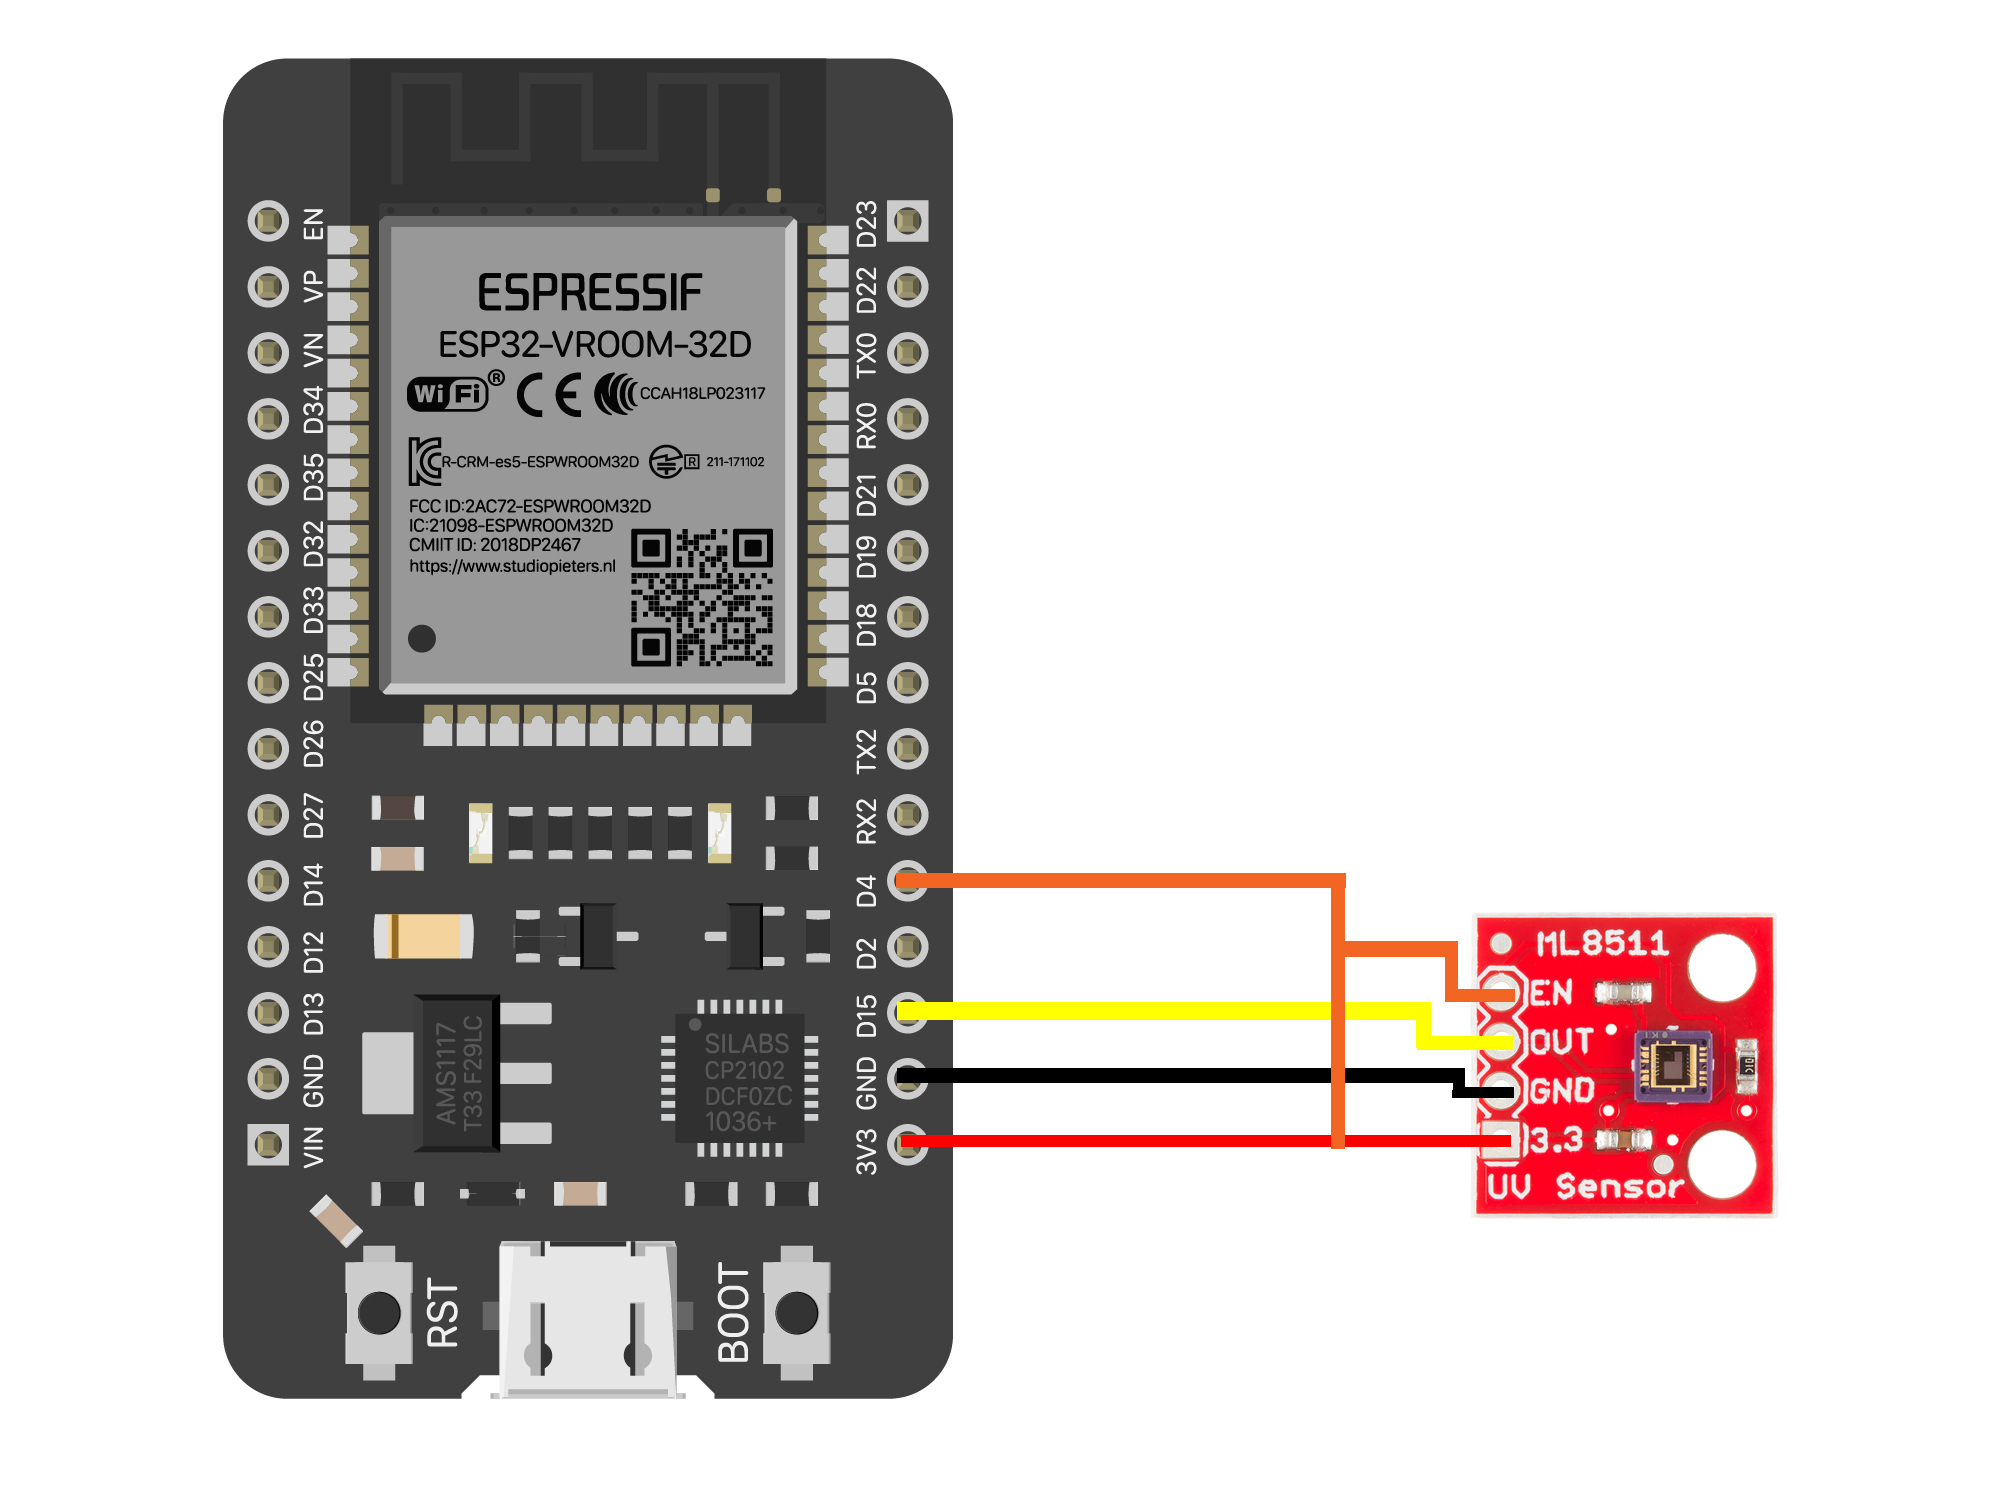 EN
VP
VN
D34
D35
D32
D33
D25
D26
D27
D14
D12
D13
GND
VIN
ESPRESSIF
ESP32-VROOM-32D
WiFi® CE CCAH18LP023117
R-CRM-es5-ESPWROOM32D R 211-171102
FCC ID:2AC72-ESPWROOM32D
IC:21098-ESPWROOM32D
CMIIT ID: 2018DP2467
https://www.studiopieters.nl
D23
D22
TX0
RX0
D21
D19
D18
D5
TX2
RX2
D4
D2
D15
GND
3V3
AMS1117
T33 F29LC
SILABS
CP2102
DCF0ZC
1036+
RST
BOOT
ML8511
EN
OUT
GND
3.3
UV Sensor